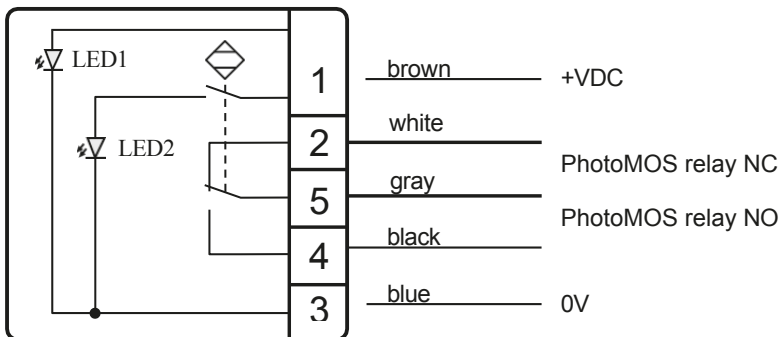 LED1
LED2
1 brown +VDC
2 white
PhotoMOS relay NC
5 gray
PhotoMOS relay NO
4 black
3 blue 0V